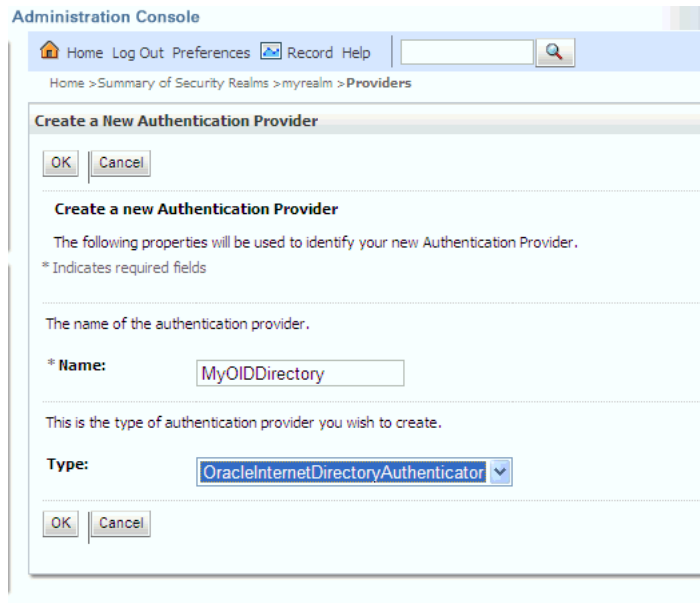 Administration Console
Home Log Out Preferences Record Help
Home >Summary of Security Realms >myrealm >Providers
Create a New Authentication Provider
OK Cancel
Create a new Authentication Provider
The following properties will be used to identify your new Authentication Provider.
* Indicates required fields
The name of the authentication provider.
* Name: MyOIDDirectory
This is the type of authentication provider you wish to create.
Type: OracleInternetDirectoryAuthenticator
OK Cancel